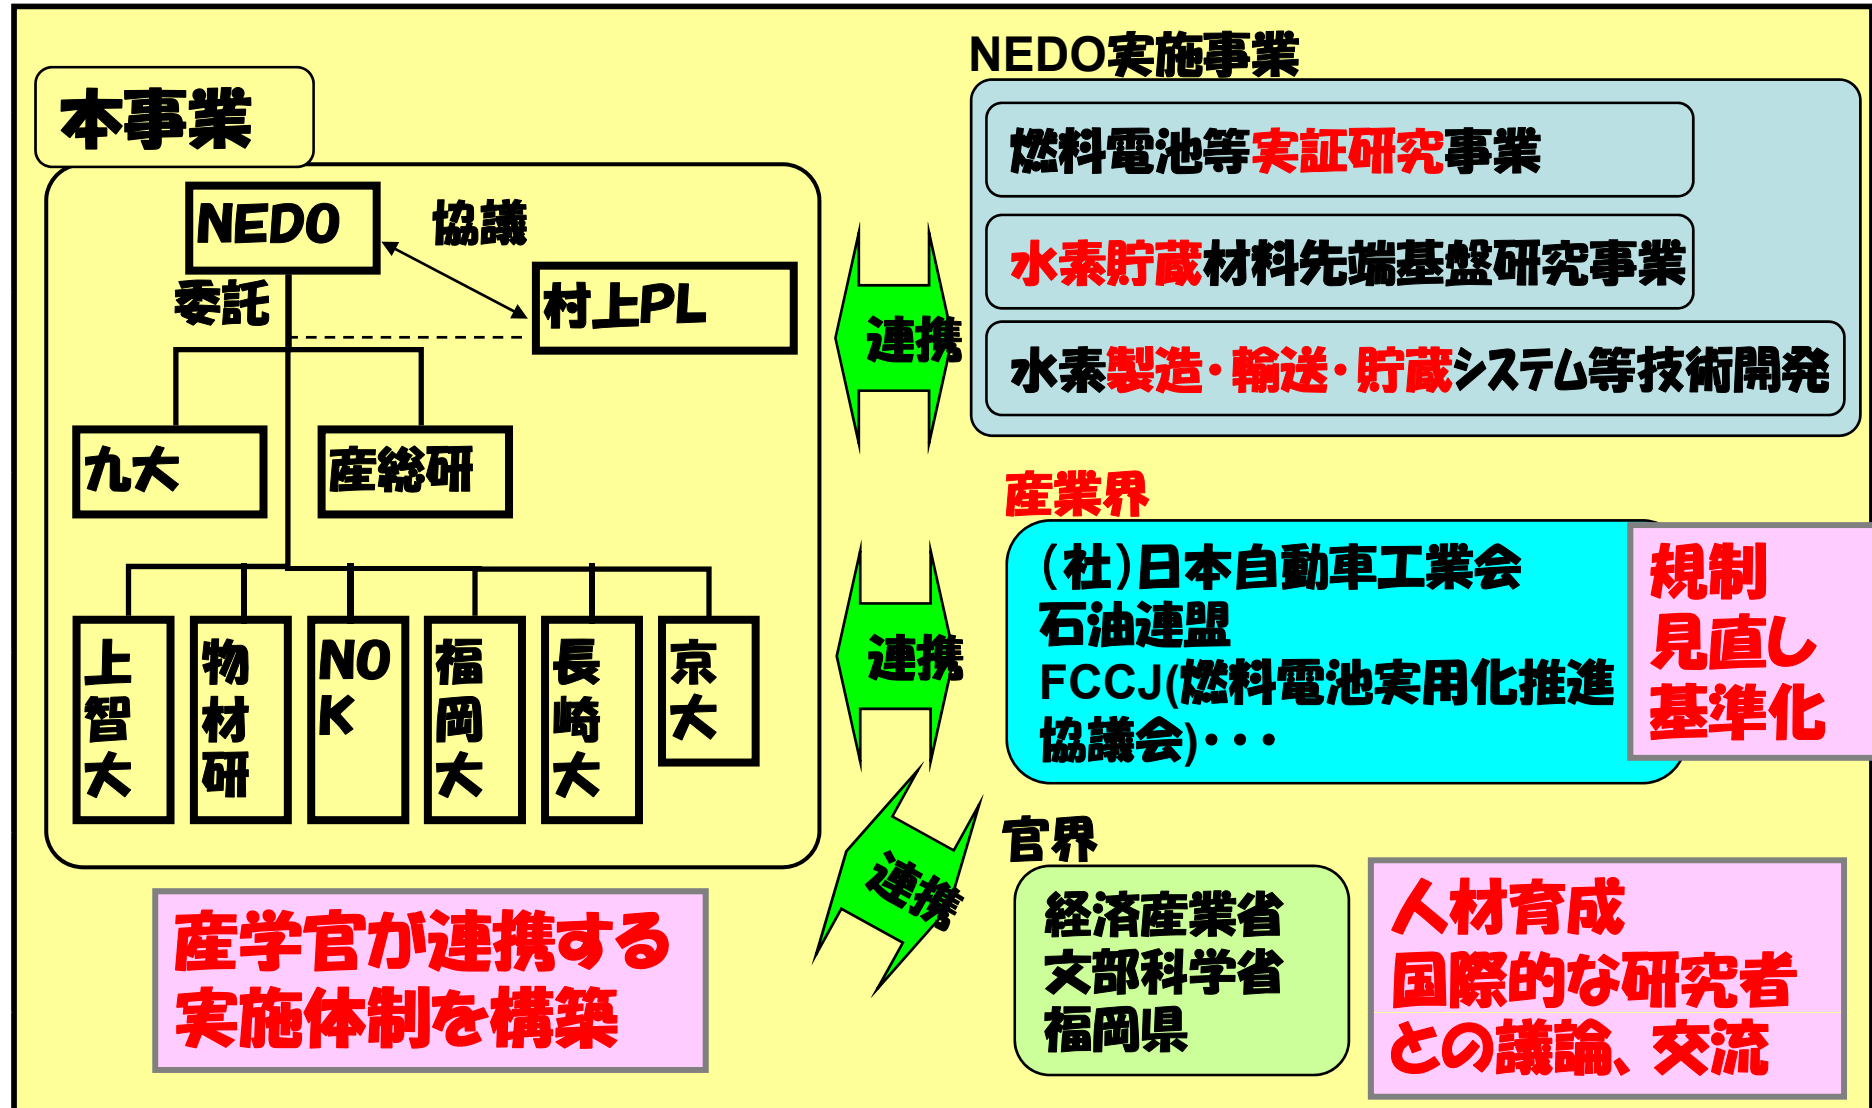 本事業
NEDO
協議
委託
村上PL
九大
産総研
上智大
物材研
NO
K
福岡大
長崎大
京大
産学官が連携する
実施体制を構築
連携
連携
連携
NEDO実施事業
燃料電池等実証研究事業
水素貯蔵材料先端基盤研究事業
水素製造・輸送・貯蔵システム等技術開発
産業界
(社)日本自動車工業会
石油連盟
FCCJ(燃料電池実用化推進
協議会)・・・
規制
見直し
基準化
官界
経済産業省
文部科学省
福岡県
人材育成
国際的な研究者
との議論、交流